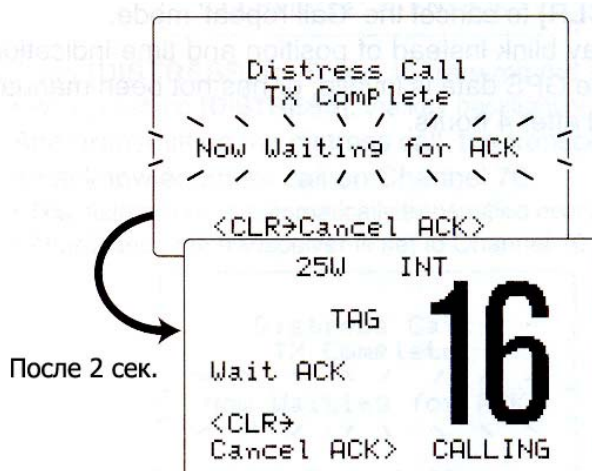 Distress Call
TX Complete
Now Waiting for ACK
<CLR→Cancel ACK>
25W INT
TAG
16
После 2 сек.
Wait ACK
<CLR→
Cancel ACK> CALLING